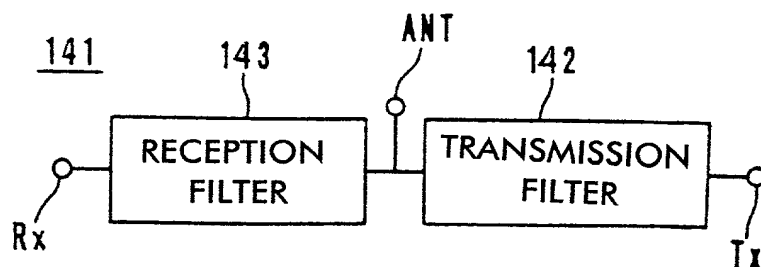 141
143
ANT
142
RECEPTION
FILTER
TRANSMISSION
FILTER
Rx
Tx